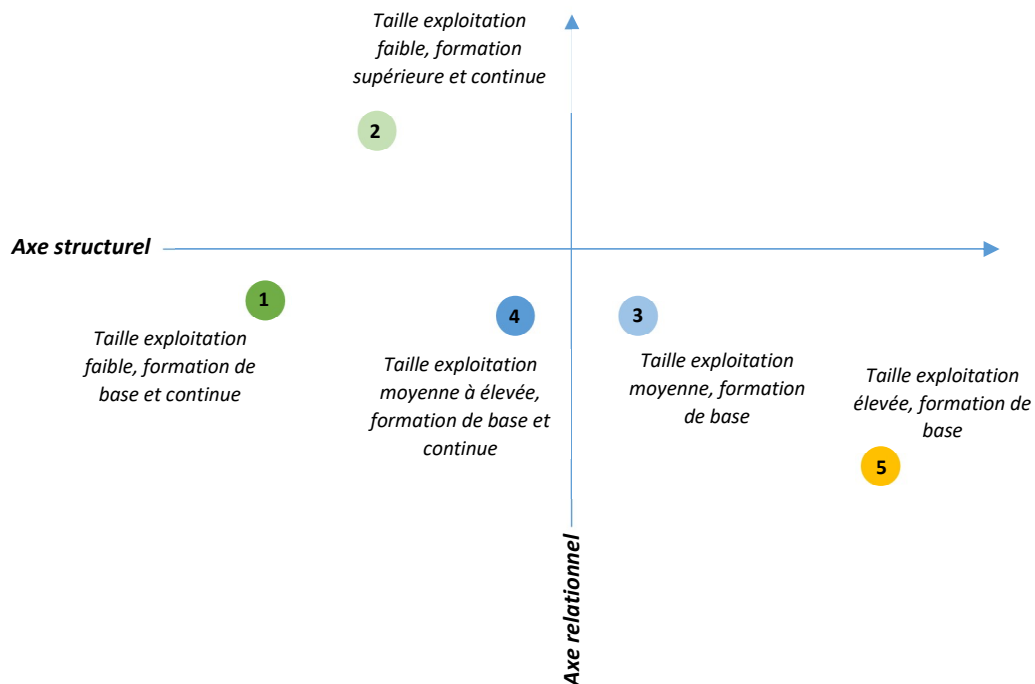 Taille exploitation
faible, formation
supérieure et continue
2
Axe structurel
1
Taille exploitation
faible, formation de
base et continue
4
Taille exploitation
moyenne à élevée,
formation de base et
continue
3
Taille exploitation
moyenne, formation
de base
Taille exploitation
élevée, formation de
base
5
Axe relationnel